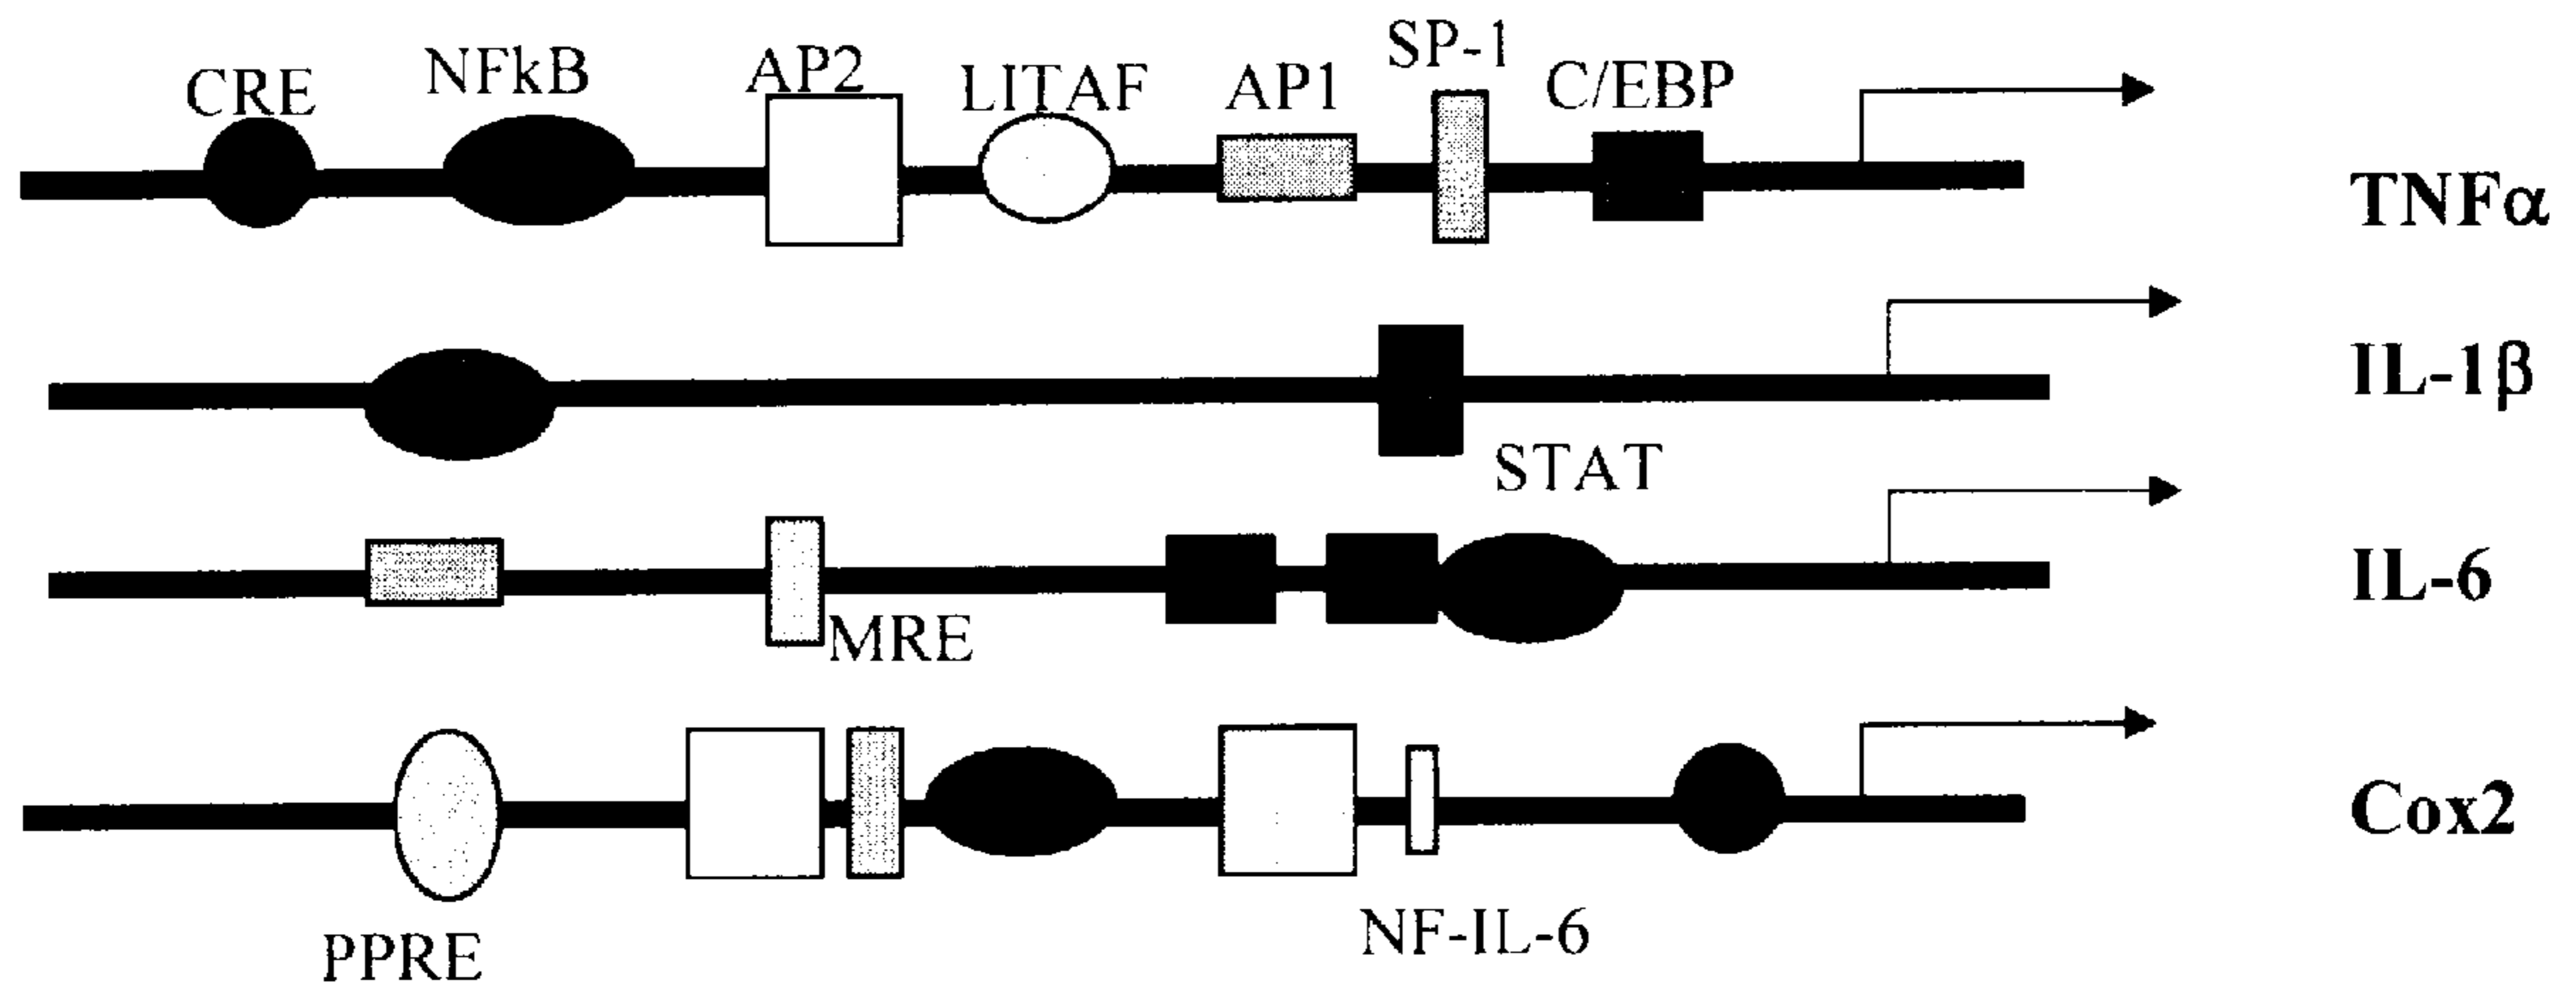 CRE
NFkB
AP2
LITAF
AP1
SP-1
C/EBP
TNFα
IL-1β
STAT
IL-6
MRE
Cox2
PPRE
NF-IL-6